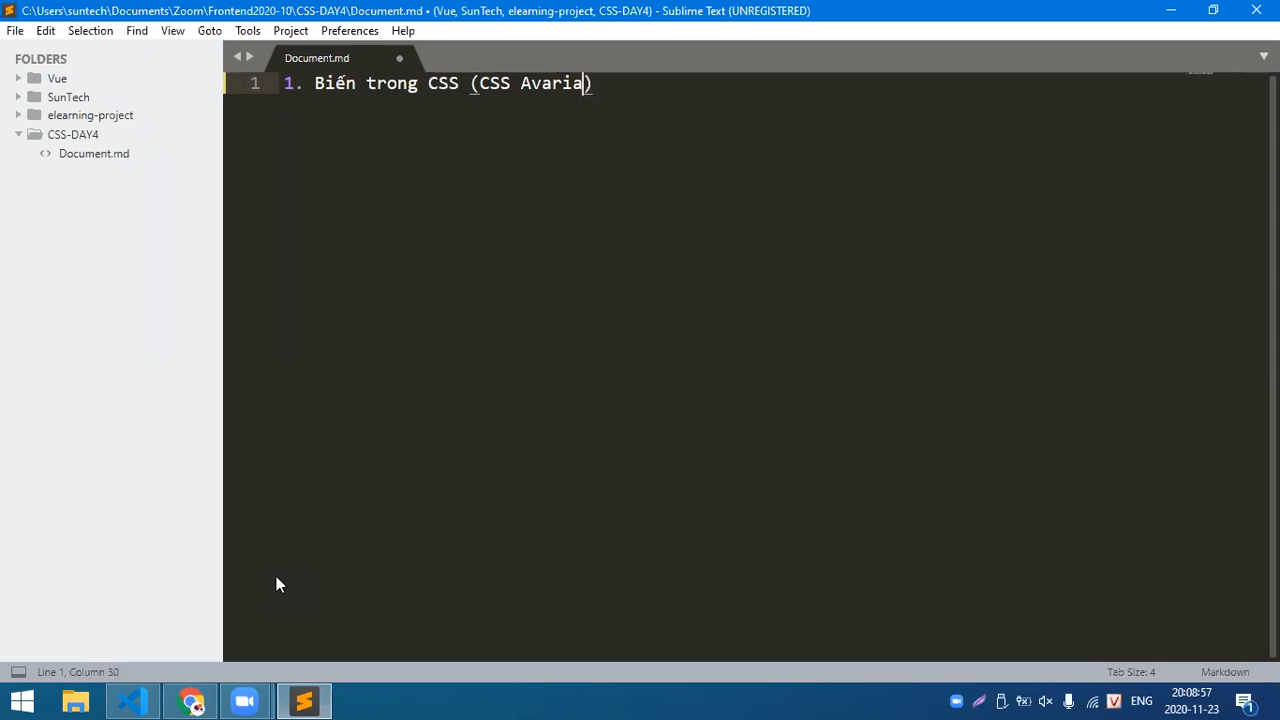 C:\Users\suntech\Documents\Zoom\Frontend2020-10\CSS-DAY4\Document.md • (Vue, SunTech, elearning-project, CSS-DAY4) - Sublime Text (UNREGISTERED)
File Edit Selection Find View Goto Tools Project Preferences Help
FOLDERS
Vue
SunTech
elearning-project
CSS-DAY4
Document.md
Document.md
1 1. Biến trong CSS (CSS Avaria)
Line 1, Column 30
Tab Size: 4
Markdown
ENG
20:08:57
2020-11-23